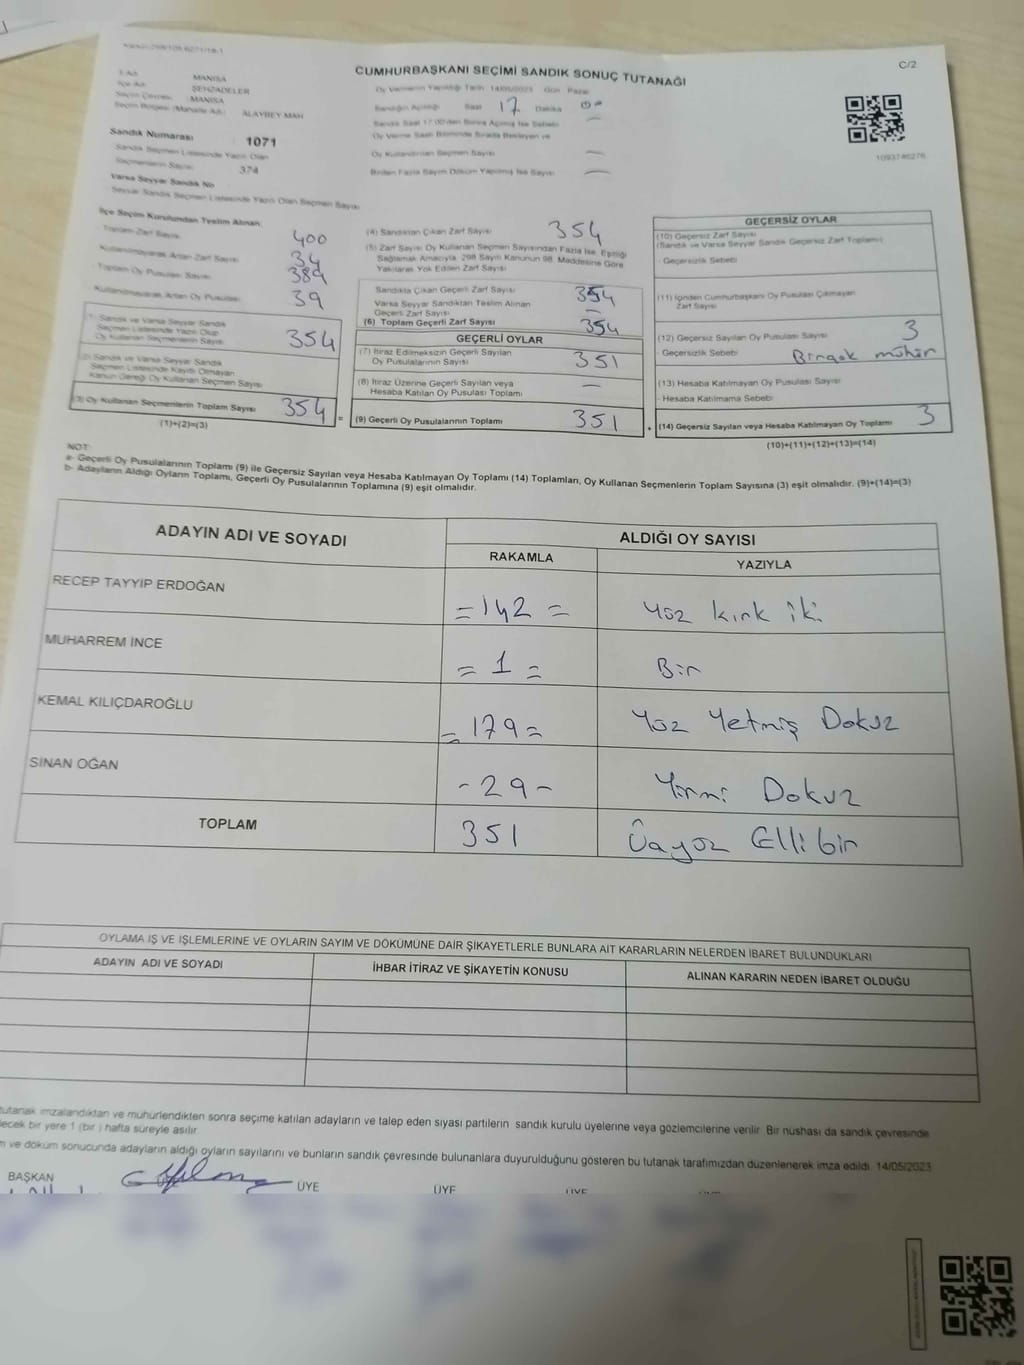 C/2
CUMHURBAŞKANI SEÇİMİ SANDIK SONUÇ TUTANAĞI
İl Adı: MANİSA
İlçe Adı: ŞEHZADELER
Seçim Çevresi: MANİSA
Seçim Bölgesi (Mahalle Adı): ALAYBEY MAH
Sandık Numarası 1071
Sandık Seçmen Listesinde Yazılı Olan
Seçmenlerin Sayısı 374
Varsa Seyyar Sandık No
Seyyar Sandık Seçmen Listesinde Yazılı Olan Seçmen Sayısı
Oy Vermenin Yapıldığı Tarih 14/05/2023 Gün Pazar
Sandığın Açıldığı Saat 17 Dakika
Sandık Saat 17.00'den Sonra Açılmış İse Sebebi
Oy Verme Saati Bitiminde Sırada Bekleyen ve
Oy Kullandırılan Seçmen Sayısı —
Birden Fazla Sayım Döküm Yapılmış İse Sayısı —
1093746276
İlçe Seçim Kurulundan Teslim Alınan
Toplam Zarf Sayısı 400
Kullanılmayarak Artan Zarf Sayısı 34
Toplam Oy Pusulası Sayısı
Kullanılmayarak Artan Oy Pusulası 39
(1) Sandık ve Varsa Seyyar Sandık
Seçmen Listesinde Yazılı Olup
Oy Kullanan Seçmenlerin Sayısı 354
(2) Sandık ve Varsa Seyyar Sandık
Seçmen Listesinde Kaydı Olmayan
Kanun Gereği Oy Kullanan Seçmen Sayısı
(3) Oy Kullanan Seçmenlerin Toplam Sayısı 354 =
(1)+(2)=(3)
(4) Sandıktan Çıkan Zarf Sayısı 354
(5) Zarf Sayısı Oy Kullanan Seçmen Sayısından Fazla İse, Eşitliği
Sağlamak Amacıyla, 298 Sayılı Kanunun 98. Maddesine Göre
Yakılarak Yok Edilen Zarf Sayısı
Sandıkta Çıkan Geçerli Zarf Sayısı 354
Varsa Seyyar Sandıktan Teslim Alınan
Geçerli Zarf Sayısı —
(6) Toplam Geçerli Zarf Sayısı 354
GEÇERLİ OYLAR
(7) İtiraz Edilmeksizin Geçerli Sayılan
Oy Pusulalarının Sayısı 351
(8) İtiraz Üzerine Geçerli Sayılan veya
Hesaba Katılan Oy Pusulası Toplamı —
(9) Geçerli Oy Pusulalarının Toplamı 351 +
GEÇERSİZ OYLAR
(10) Geçersiz Zarf Sayısı
(Sandık ve Varsa Seyyar Sandık Geçersiz Zarf Toplamı)
- Geçersizlik Sebebi
(11) İçinden Cumhurbaşkanı Oy Pusulası Çıkmayan
Zarf Sayısı
(12) Geçersiz Sayılan Oy Pusulası Sayısı 3
- Geçersizlik Sebebi Birçok mühür
(13) Hesaba Katılmayan Oy Pusulası Sayısı
- Hesaba Katılmama Sebebi
(14) Geçersiz Sayılan veya Hesaba Katılmayan Oy Toplamı 3
(10)+(11)+(12)+(13)=(14)
NOT:
a- Geçerli Oy Pusulalarının Toplamı (9) ile Geçersiz Sayılan veya Hesaba Katılmayan Oy Toplamı (14) Toplamları, Oy Kullanan Seçmenlerin Toplam Sayısına (3) eşit olmalıdır. (9)+(14)=(3)
b- Adayların Aldığı Oyların Toplamı, Geçerli Oy Pusulalarının Toplamına (9) eşit olmalıdır.
ADAYIN ADI VE SOYADI ALDIĞI OY SAYISI
RAKAMLA YAZIYLA
RECEP TAYYIP ERDOĞAN =142= Yüz kırk iki
MUHARREM İNCE =1= Bir
KEMAL KILIÇDAROĞLU =179= Yüz Yetmiş Dokuz
SİNAN OĞAN -29- Yirmi Dokuz
TOPLAM 351 Üçyüz Elli bir
OYLAMA İŞ VE İŞLEMLERİNE VE OYLARIN SAYIM VE DÖKÜMÜNE DAİR ŞİKAYETLERLE BUNLARA AİT KARARLARIN NELERDEN İBARET BULUNDUKLARI
ADAYIN ADI VE SOYADI İHBAR İTİRAZ VE ŞİKAYETİN KONUSU ALINAN KARARIN NEDEN İBARET OLDUĞU
tutanak imzalandıktan ve mühürlendikten sonra seçime katılan adayların ve talep eden siyasi partilerin sandık kurulu üyelerine veya gözlemcilerine verilir. Bir nüshası da sandık çevresinde
ecek bir yere 1 (bir) hafta süreyle asılır
m ve döküm sonucunda adayların aldığı oyların sayılarını ve bunların sandık çevresinde bulunanlara duyurulduğunu gösteren bu tutanak tarafımızdan düzenlenerek imza edildi. 14/05/2023
BAŞKAN ÜYE ÜYE ÜYE